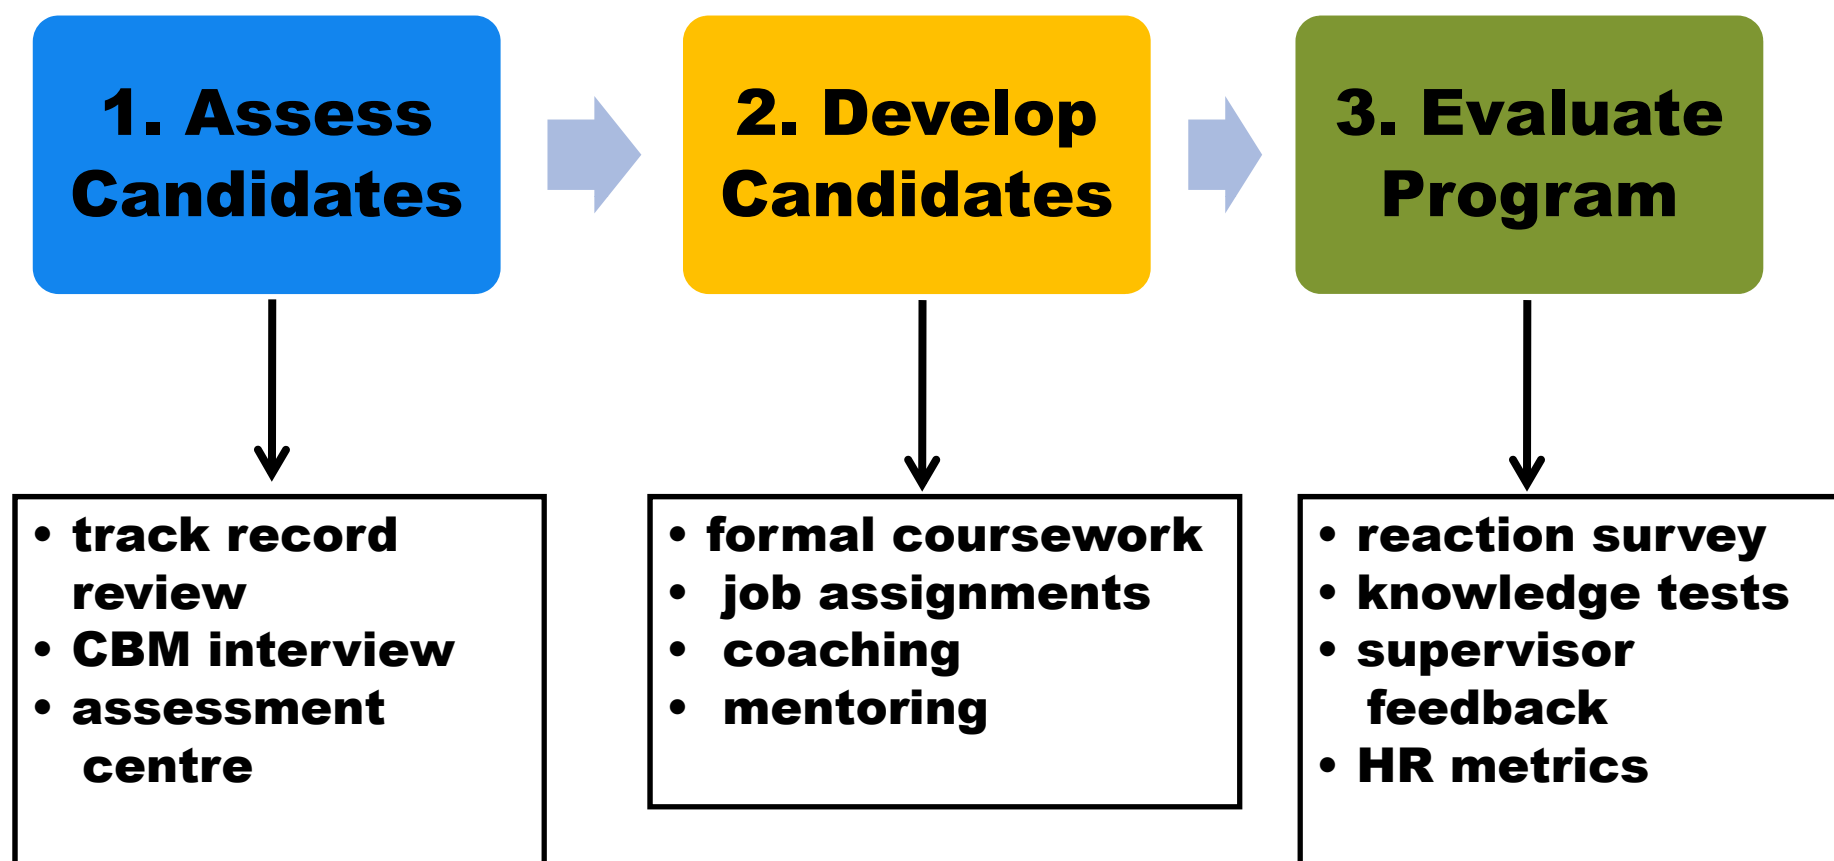 1. Assess
Candidates
2. Develop
Candidates
3. Evaluate
Program
• track record
review
• CBM interview
• assessment
centre
• formal coursework
• job assignments
• coaching
• mentoring
• reaction survey
• knowledge tests
• supervisor
feedback
• HR metrics